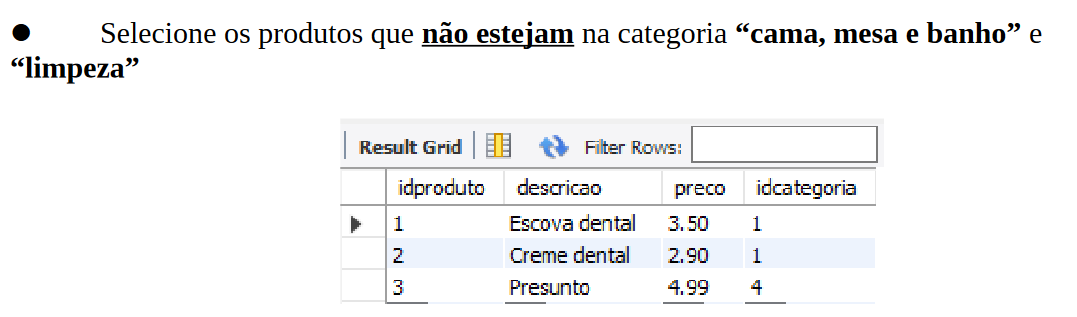 ● Selecione os produtos que não estejam na categoria “cama, mesa e banho” e
“limpeza”
Result Grid Filter Rows:
idproduto descricao preco idcategoria
1 Escova dental 3.50 1
2 Creme dental 2.90 1
3 Presunto 4.99 4